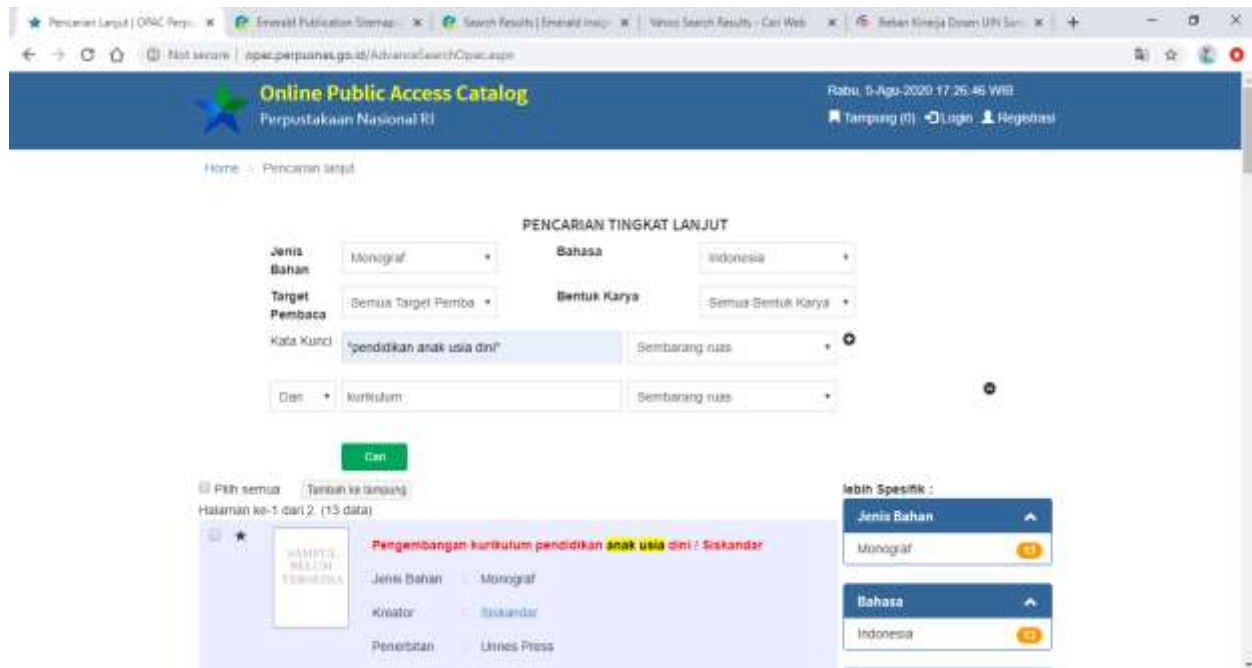 Pencarian Lanjut | OPAC Perp
Emerald Publication Sitemap
Search Results | Emerald Insig
Yahoo Search Results - Cari Web
Beban Kinerja Dosen UIN Sun
Not secure | opac.perpusnas.go.id/AdvanceSearchOpac.aspx
Online Public Access Catalog
Perpustakaan Nasional RI
Rabu, 5-Agu-2020 17:26:46 WIB
Tampung (0) Login Registrasi
Home > Pencarian lanjut
PENCARIAN TINGKAT LANJUT
Jenis Bahan Monograf Bahasa Indonesia
Target Pembaca Semua Target Pemba Bentuk Karya Semua Bentuk Karya
Kata Kunci "pendidikan anak usia dini" Sembarang ruas
Dan kurikulum Sembarang ruas
Cari
Pilih semua Tambah ke tampung
Halaman ke-1 dari 2. (13 data)
SAMPUL
BELUM
TERSEDIA
Pengembangan kurikulum pendidikan anak usia dini / Siskandar
Jenis Bahan : Monograf
Kreator : Siskandar
Penerbitan : Unnes Press
lebih Spesifik :
Jenis Bahan
Monograf 13
Bahasa
Indonesia 13